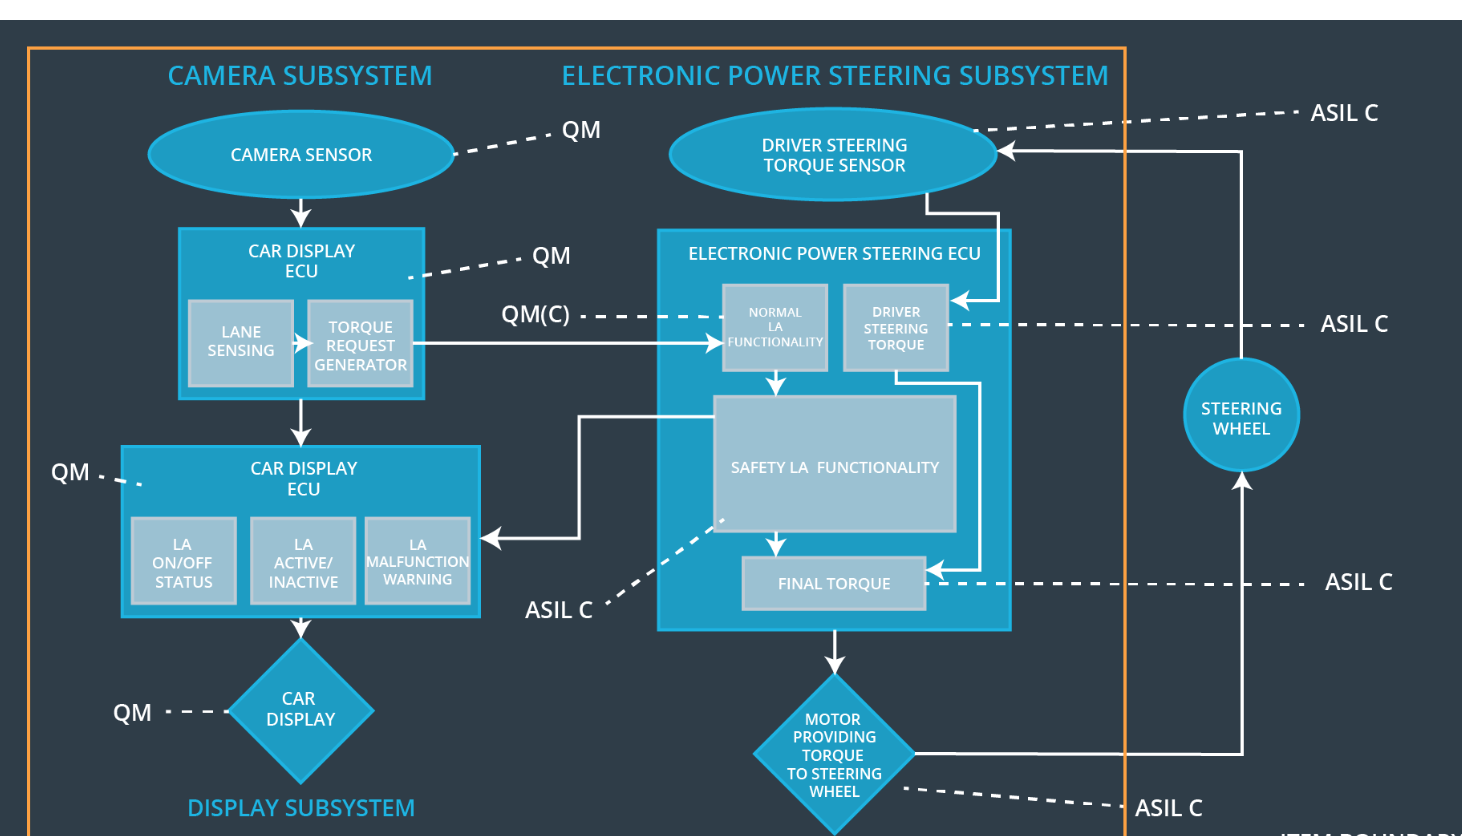 CAMERA SUBSYSTEM
ELECTRONIC POWER STEERING SUBSYSTEM
CAMERA SENSOR
QM
DRIVER STEERING
TORQUE SENSOR
ASIL C
CAR DISPLAY
ECU
QM
LANE
SENSING
TORQUE
REQUEST
GENERATOR
QM(C)
ELECTRONIC POWER STEERING ECU
NORMAL
LA
FUNCTIONALITY
DRIVER
STEERING
TORQUE
ASIL C
STEERING
WHEEL
QM
CAR DISPLAY
ECU
LA
ON/OFF
STATUS
LA
ACTIVE/
INACTIVE
LA
MALFUNCTION
WARNING
SAFETY LA FUNCTIONALITY
ASIL C
FINAL TORQUE
ASIL C
QM
CAR
DISPLAY
MOTOR
PROVIDING
TORQUE
TO STEERING
WHEEL
ASIL C
DISPLAY SUBSYSTEM
ITEM BOUNDARY